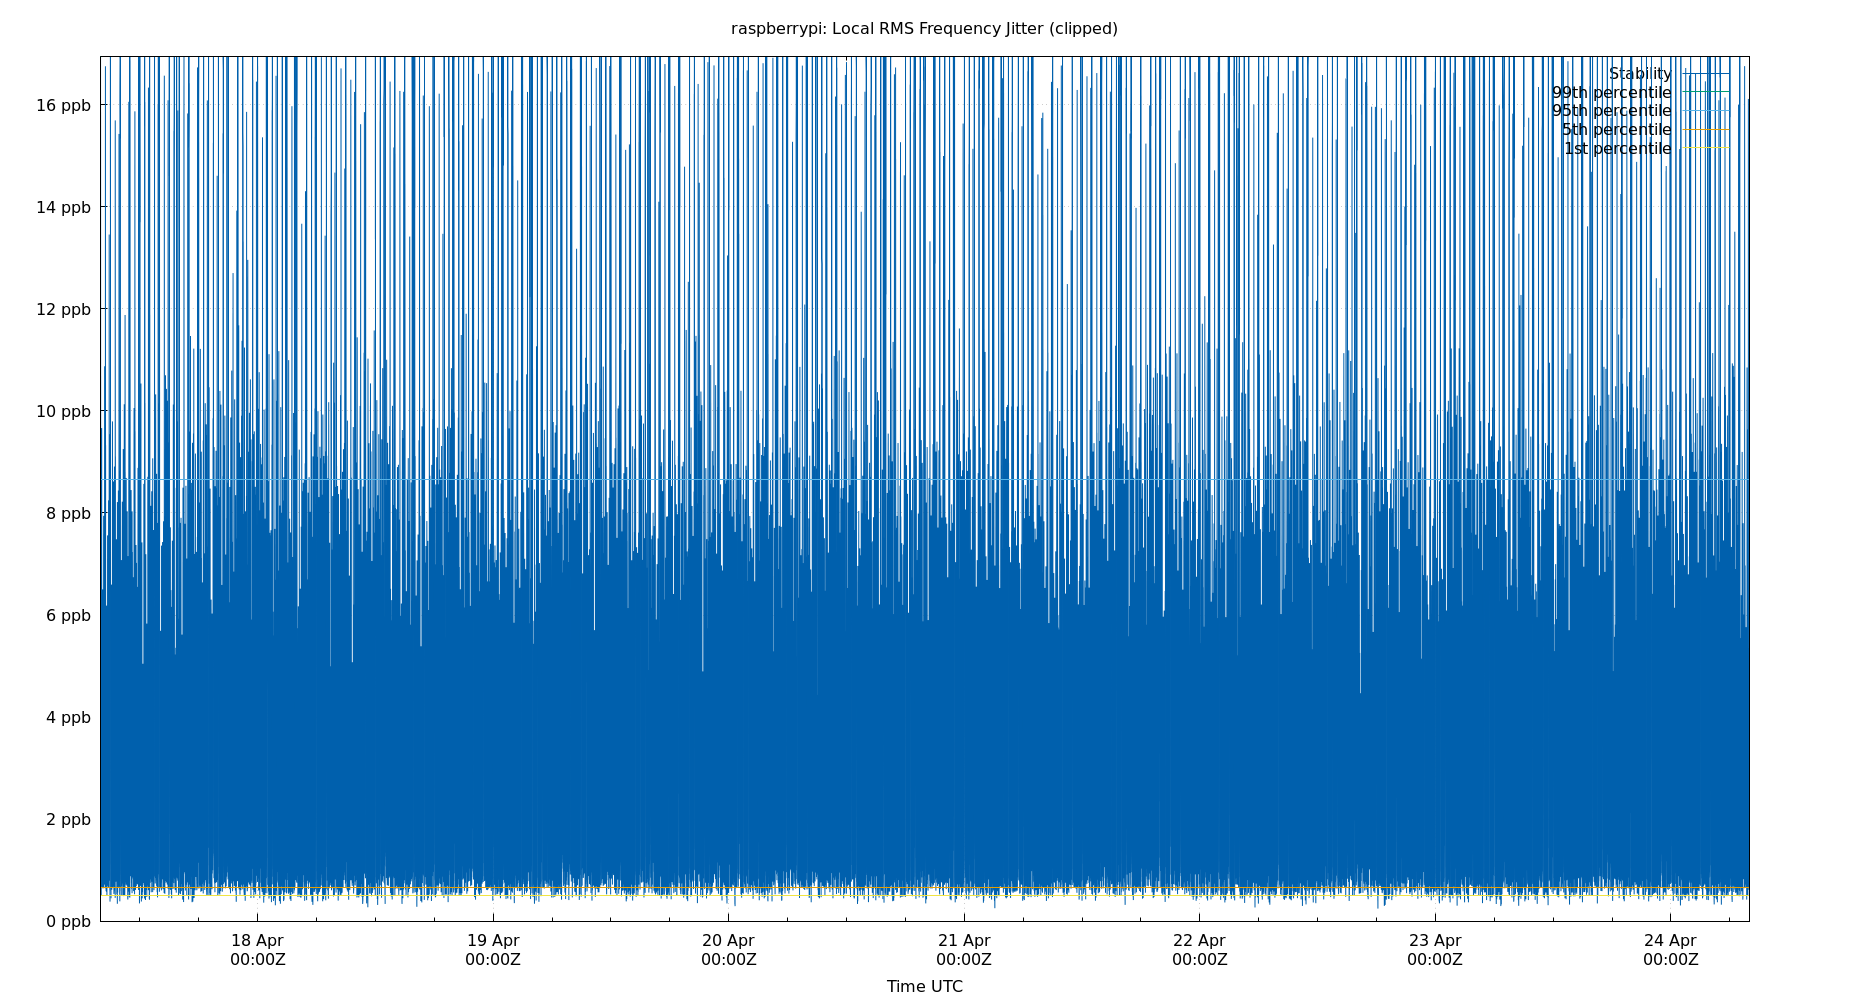 raspberrypi: Local RMS Frequency Jitter (clipped)
Stability
99th percentile
95th percentile
5th percentile
1st percentile
16 ppb
14 ppb
12 ppb
10 ppb
8 ppb
6 ppb
4 ppb
2 ppb
0 ppb
18 Apr
00:00Z
19 Apr
00:00Z
20 Apr
00:00Z
21 Apr
00:00Z
22 Apr
00:00Z
23 Apr
00:00Z
24 Apr
00:00Z
Time UTC